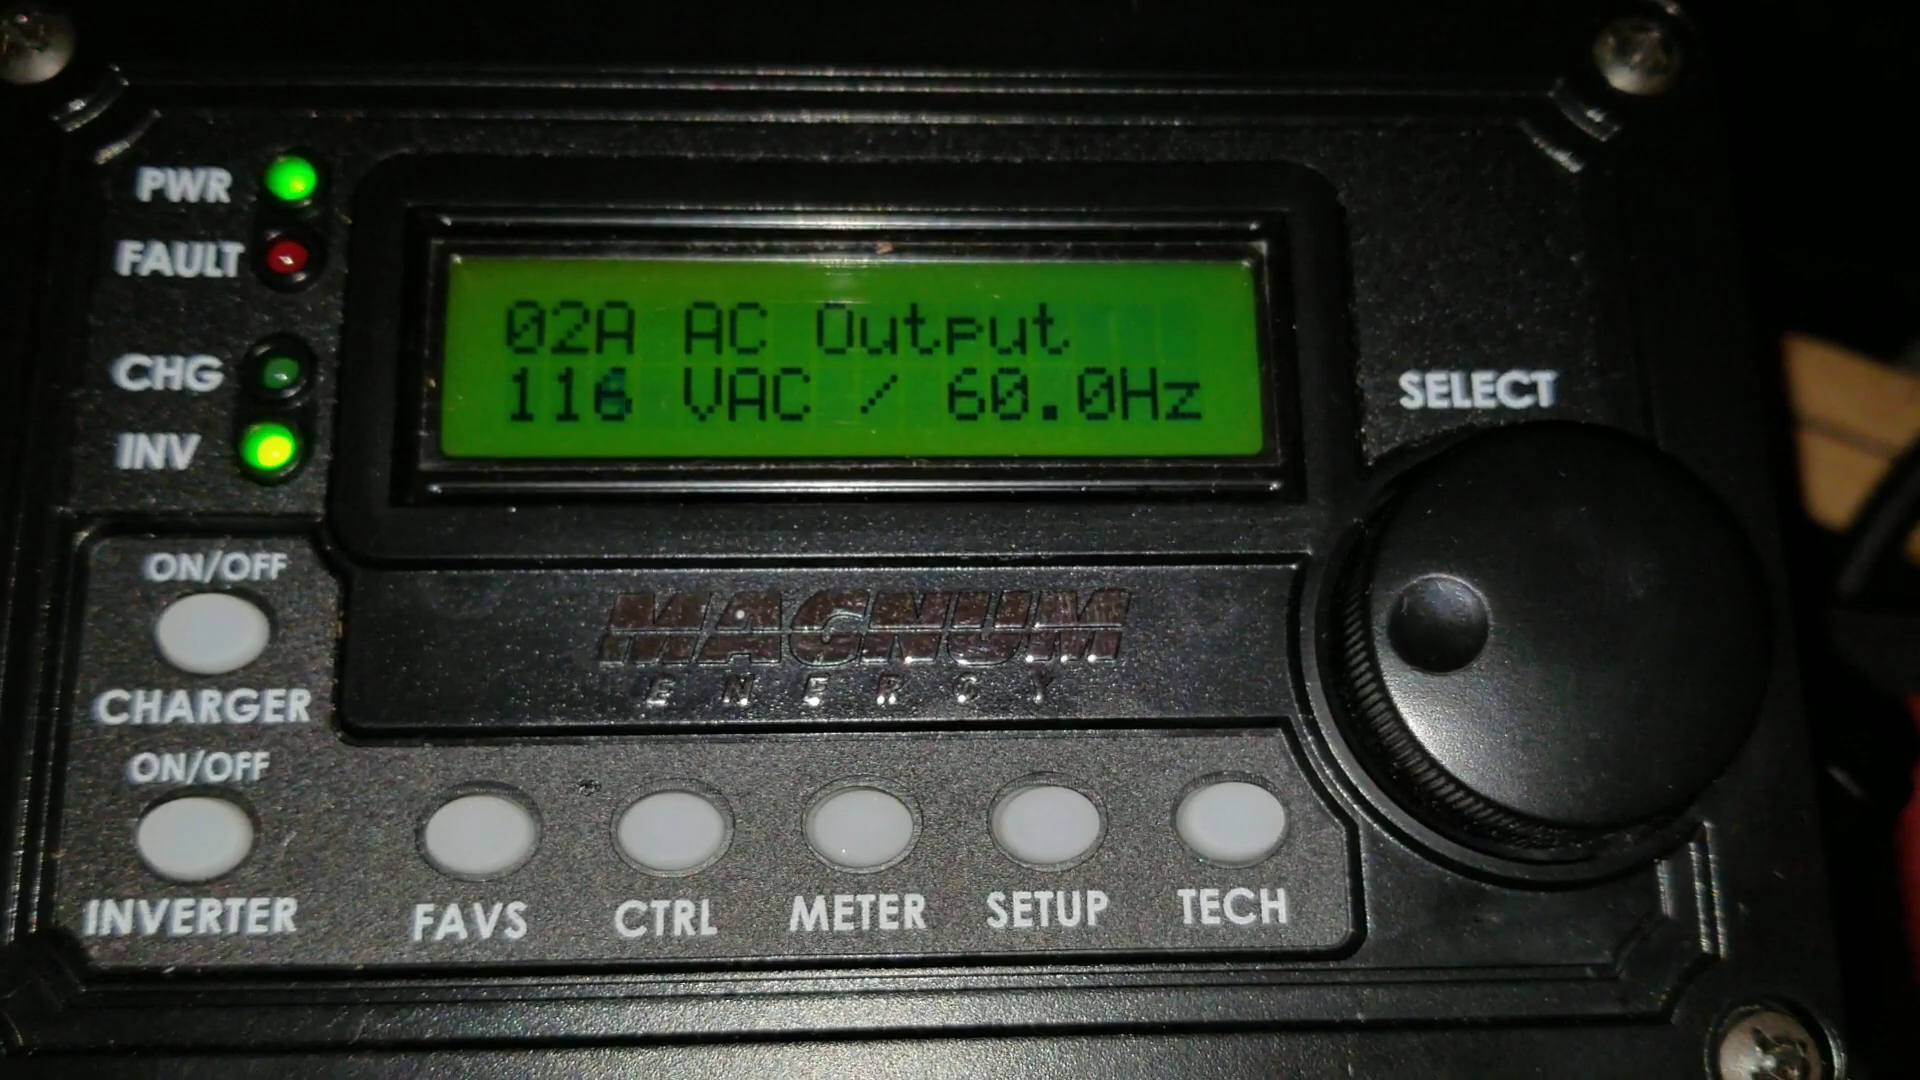 PWR
FAULT
CHG
INV
02A AC Output
116 VAC / 60.0Hz
SELECT
ON/OFF
CHARGER
MAGNUM
ENERGY
ON/OFF
INVERTER
FAVS
CTRL
METER
SETUP
TECH